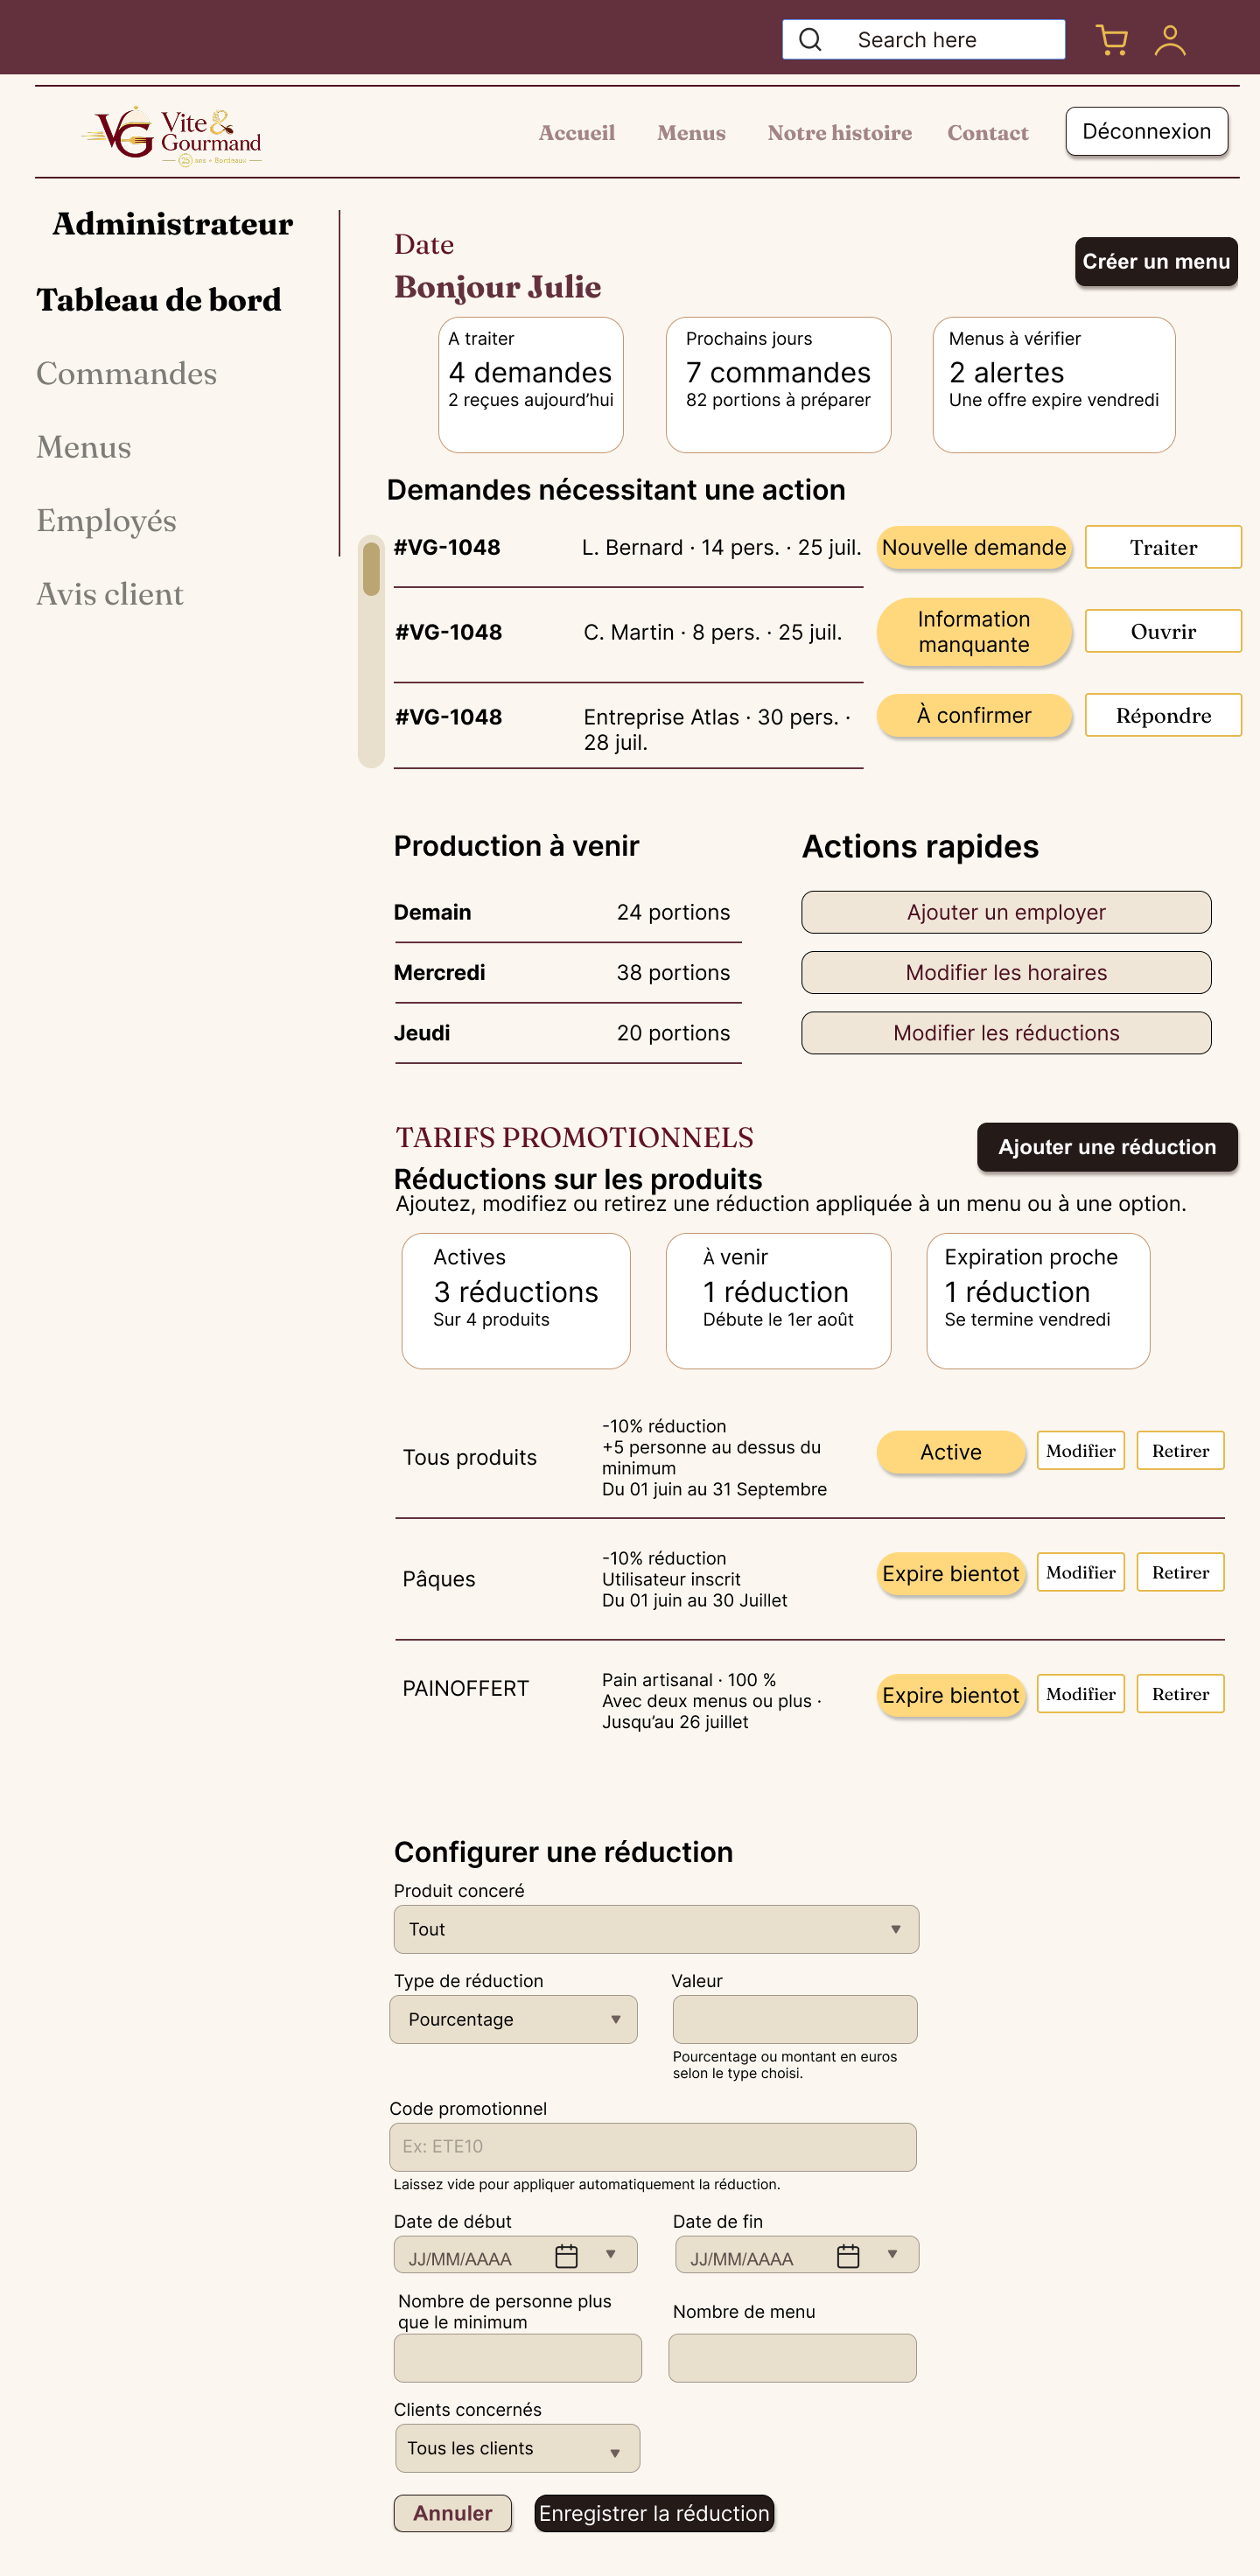 Search here
VG Vite &
Gourmand
25 ans • Bordeaux
Accueil Menus Notre histoire Contact Déconnexion
Administrateur
Tableau de bord
Commandes
Menus
Employés
Avis client
Date
Bonjour Julie
Créer un menu
A traiter
4 demandes
2 reçues aujourd’hui
Prochains jours
7 commandes
82 portions à préparer
Menus à vérifier
2 alertes
Une offre expire vendredi
Demandes nécessitant une action
#VG-1048 L. Bernard · 14 pers. · 25 juil. Nouvelle demande Traiter
#VG-1048 C. Martin · 8 pers. · 25 juil. Information
manquante Ouvrir
#VG-1048 Entreprise Atlas · 30 pers. ·
28 juil. À confirmer Répondre
Production à venir
Demain 24 portions
Mercredi 38 portions
Jeudi 20 portions
Actions rapides
Ajouter un employer
Modifier les horaires
Modifier les réductions
TARIFS PROMOTIONNELS
Réductions sur les produits
Ajouter une réduction
Ajoutez, modifiez ou retirez une réduction appliquée à un menu ou à une option.
Actives
3 réductions
Sur 4 produits
À venir
1 réduction
Débute le 1er août
Expiration proche
1 réduction
Se termine vendredi
Tous produits
-10% réduction
+5 personne au dessus du
minimum
Du 01 juin au 31 Septembre
Active Modifier Retirer
Pâques
-10% réduction
Utilisateur inscrit
Du 01 juin au 30 Juillet
Expire bientot Modifier Retirer
PAINOFFERT
Pain artisanal · 100 %
Avec deux menus ou plus ·
Jusqu’au 26 juillet
Expire bientot Modifier Retirer
Configurer une réduction
Produit conceré
Tout
Type de réduction
Pourcentage
Valeur
Pourcentage ou montant en euros
selon le type choisi.
Code promotionnel
Ex: ETE10
Laissez vide pour appliquer automatiquement la réduction.
Date de début
JJ/MM/AAAA
Date de fin
JJ/MM/AAAA
Nombre de personne plus
que le minimum
Nombre de menu
Clients concernés
Tous les clients
Annuler Enregistrer la réduction